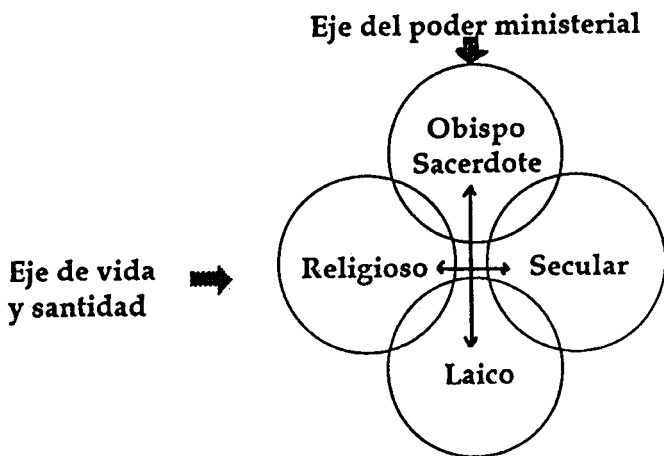 Eje del poder ministerial
Obispo
Sacerdote
Religioso
Secular
Eje de vida
y santidad
Laico